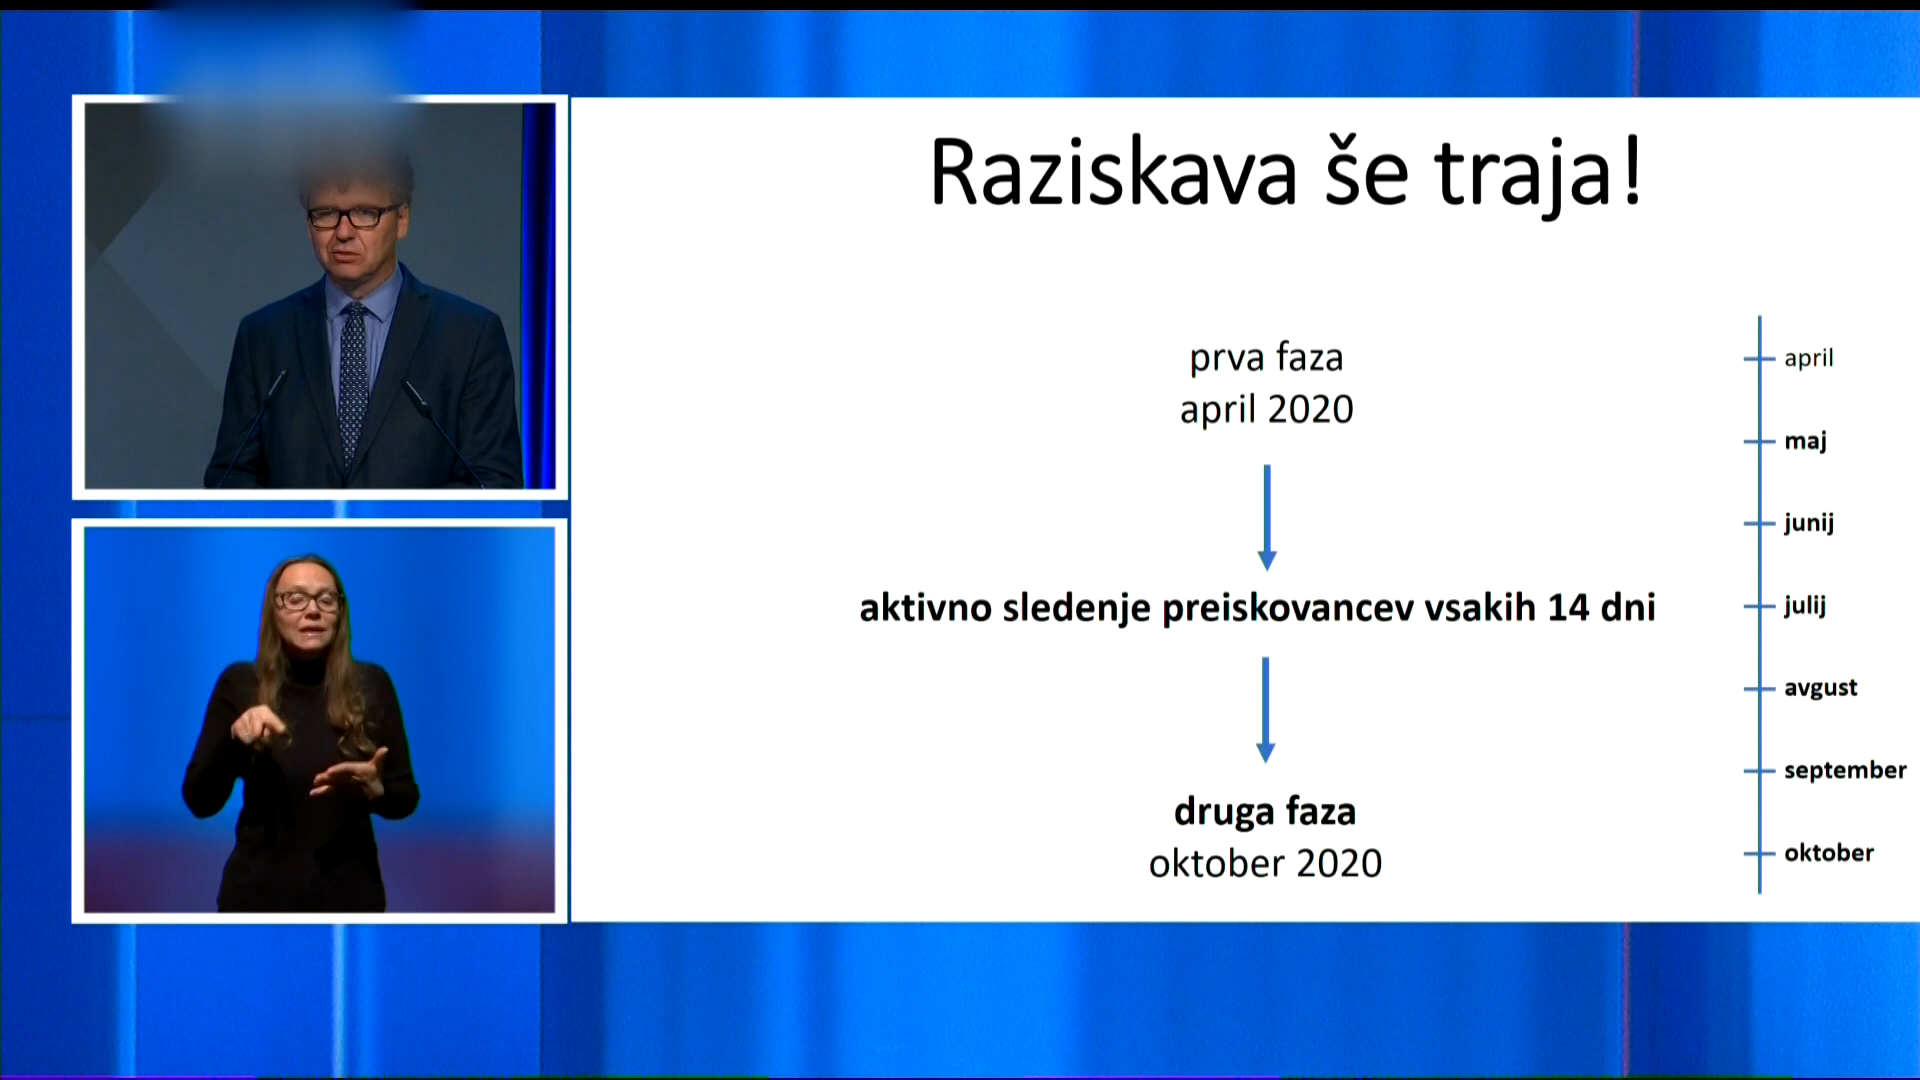 Raziskava še traja!
prva faza
april 2020
aktivno sledenje preiskovancev vsakih 14 dni
druga faza
oktober 2020
april
maj
junij
julij
avgust
september
oktober